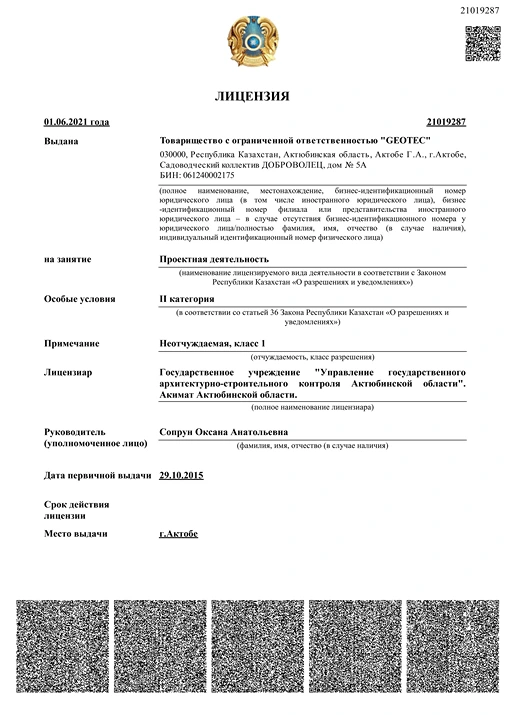 21019287
ЛИЦЕНЗИЯ
01.06.2021 года 21019287
Выдана Товарищество с ограниченной ответственностью "GEOTEC"
030000, Республика Казахстан, Актюбинская область, Актобе Г.А., г.Актобе,
Садоводческий коллектив ДОБРОВОЛЕЦ, дом № 5А
БИН: 061240002175
(полное наименование, местонахождение, бизнес-идентификационный номер
юридического лица (в том числе иностранного юридического лица), бизнес
-идентификационный номер филиала или представительства иностранного
юридического лица – в случае отсутствия бизнес-идентификационного номера у
юридического лица/полностью фамилия, имя, отчество (в случае наличия),
индивидуальный идентификационный номер физического лица)
на занятие Проектная деятельность
(наименование лицензируемого вида деятельности в соответствии с Законом
Республики Казахстан «О разрешениях и уведомлениях»)
Особые условия II категория
(в соответствии со статьей 36 Закона Республики Казахстан «О разрешениях и
уведомлениях»)
Примечание Неотчуждаемая, класс 1
(отчуждаемость, класс разрешения)
Лицензиар Государственное учреждение "Управление государственного
архитектурно-строительного контроля Актюбинской области".
Акимат Актюбинской области.
(полное наименование лицензиара)
Руководитель Сопрун Оксана Анатольевна
(уполномоченное лицо) (фамилия, имя, отчество (в случае наличия)
Дата первичной выдачи 29.10.2015
Срок действия
лицензии
Место выдачи г.Актобе